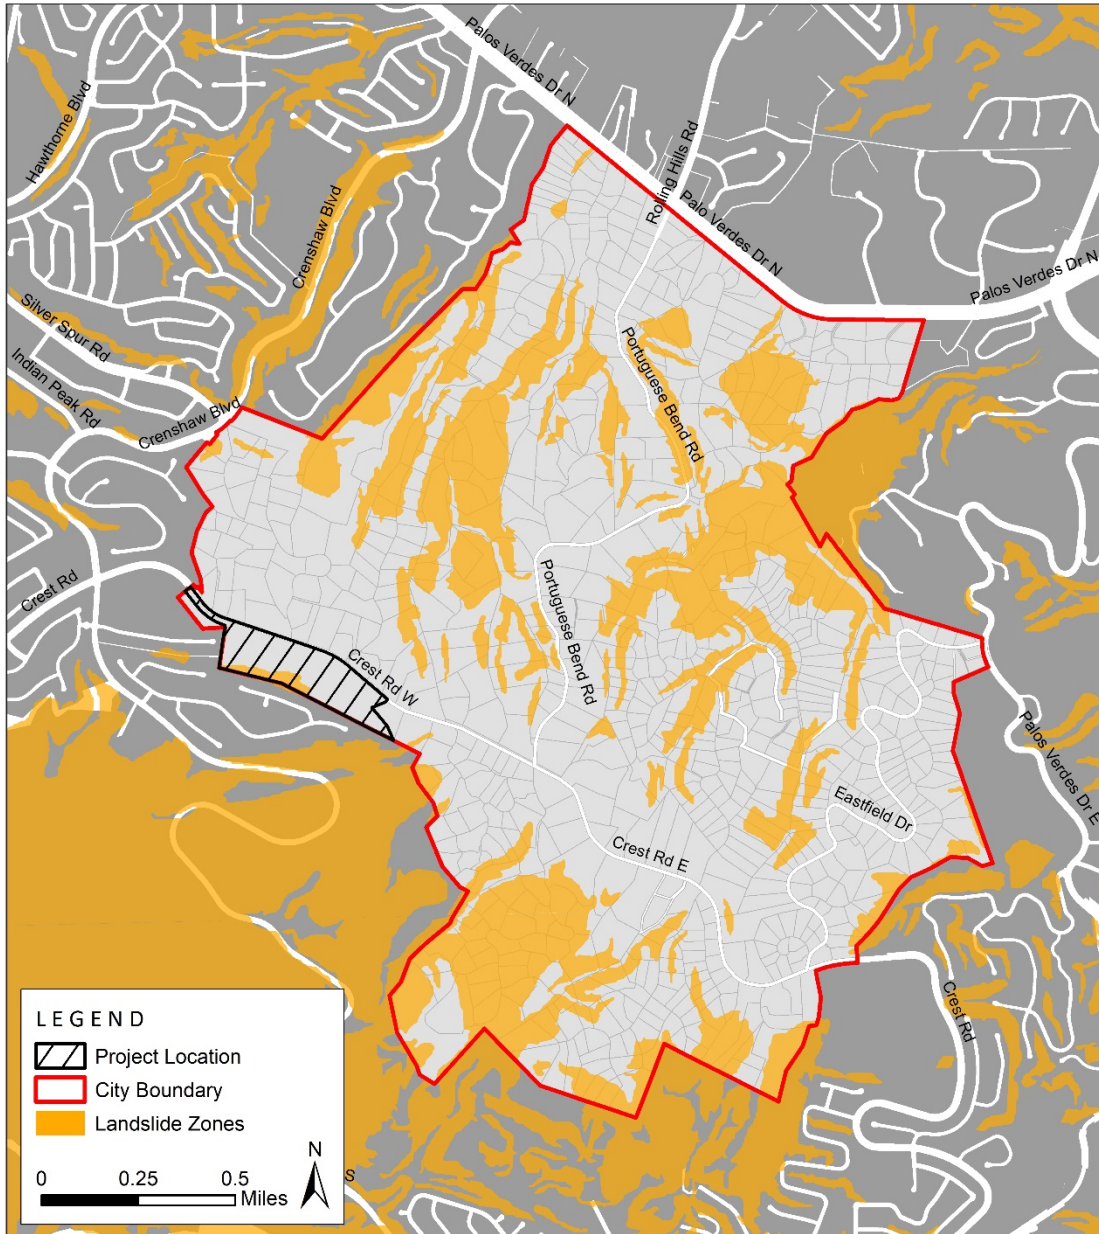 Palos Verdes Dr N
Hawthorne Blvd
Rolling Hills Rd
Crenshaw Blvd
Palo Verdes Dr N
Palos Verdes Dr N
Silver Spur Rd
Portuguese Bend Rd
Indian Peak Rd
Crenshaw Blvd
Crest Rd
Portuguese Bend Rd
Crest Rd W
Palos Verdes Dr E
Eastfield Dr
Crest Rd E
Crest Rd
LEGEND
Project Location
City Boundary
Landslide Zones
N
0 0.25 0.5
Miles
S